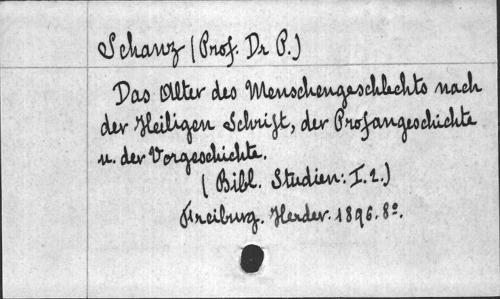 Schanz (Prof. Dr P.)
Das Alter des Menschengeschlechts nach
der Heiligen Schrift, der Profangeschichte
u. der Vorgeschichte.
(Bibl. Studien: I. 2.)
Freiburg. Herder. 1896. 8º.